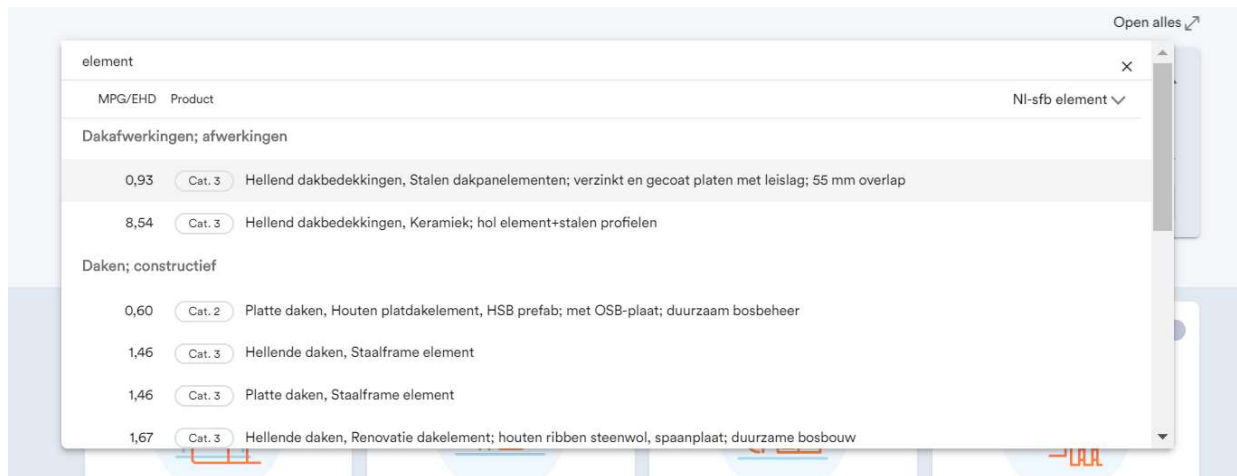 Open alles
element
MPG/EHD Product Nl-sfb element
Dakafwerkingen; afwerkingen
0,93 Cat. 3 Hellend dakbedekkingen, Stalen dakpanelementen; verzinkt en gecoat platen met leislag; 55 mm overlap
8,54 Cat. 3 Hellend dakbedekkingen, Keramiek; hol element+stalen profielen
Daken; constructief
0,60 Cat. 2 Platte daken, Houten platdakelement, HSB prefab; met OSB-plaat; duurzaam bosbeheer
1,46 Cat. 3 Hellende daken, Staalframe element
1,46 Cat. 3 Platte daken, Staalframe element
1,67 Cat. 3 Hellende daken, Renovatie dakelement; houten ribben steenwol, spaanplaat; duurzame bosbouw